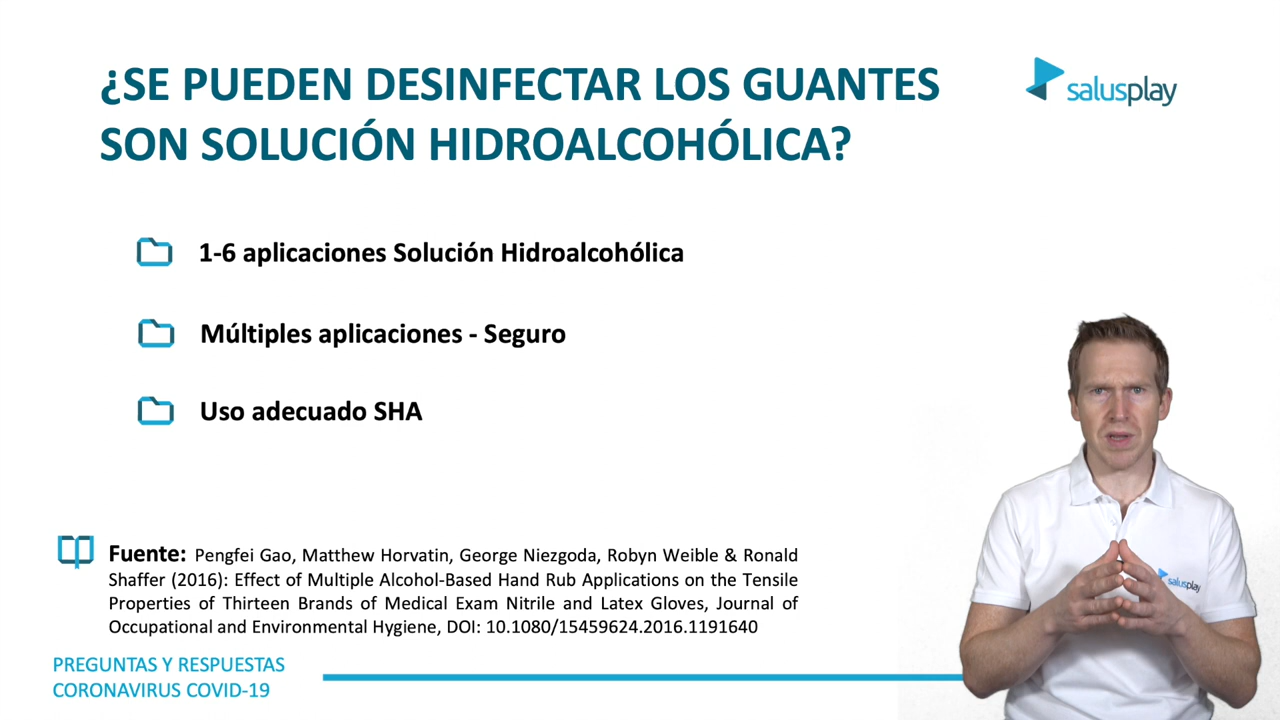 ¿SE PUEDEN DESINFECTAR LOS GUANTES
SON SOLUCIÓN HIDROALCOHÓLICA?
salusplay
1-6 aplicaciones Solución Hidroalcohólica
Múltiples aplicaciones - Seguro
Uso adecuado SHA
Fuente: Pengfei Gao, Matthew Horvatin, George Niezgoda, Robyn Weible & Ronald
Shaffer (2016): Effect of Multiple Alcohol-Based Hand Rub Applications on the Tensile
Properties of Thirteen Brands of Medical Exam Nitrile and Latex Gloves, Journal of
Occupational and Environmental Hygiene, DOI: 10.1080/15459624.2016.1191640
salusplay
PREGUNTAS Y RESPUESTAS
CORONAVIRUS COVID-19